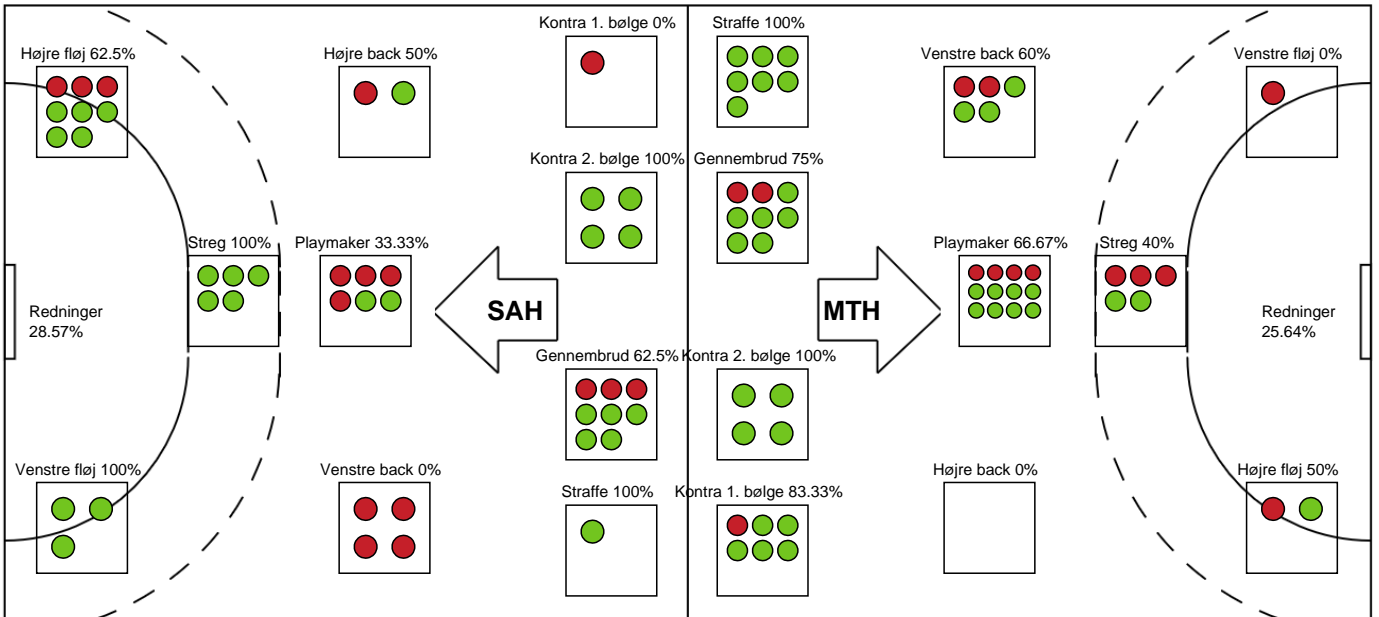 Kontra 1. bølge 0%
Straffe 100%
Højre fløj 62.5%
Højre back 50%
Venstre back 60%
Venstre fløj 0%
Kontra 2. bølge 100%
Gennembrud 75%
Streg 100%
Playmaker 33.33%
Playmaker 66.67%
Streg 40%
Redninger
28.57%
SAH
MTH
Redninger
25.64%
Gennembrud 62.5%
Kontra 2. bølge 100%
Venstre fløj 100%
Venstre back 0%
Højre back 0%
Højre fløj 50%
Straffe 100%
Kontra 1. bølge 83.33%